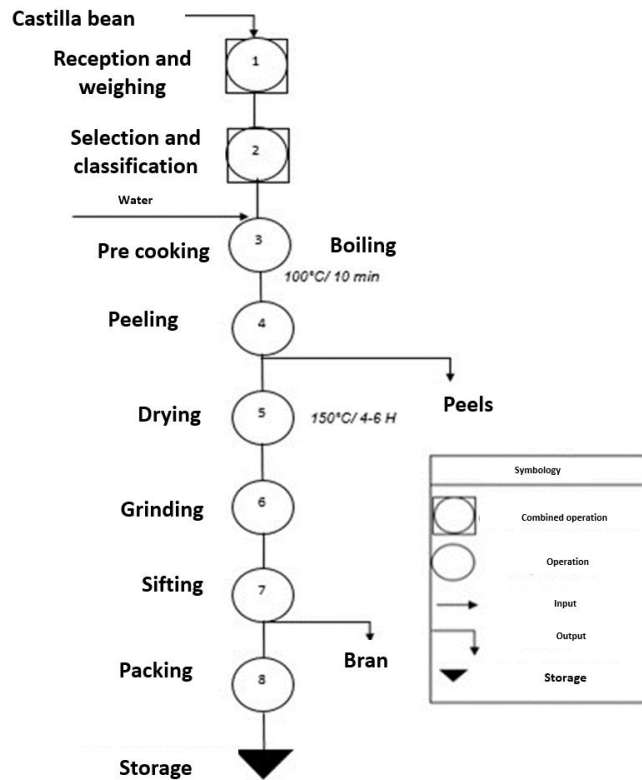 Castilla bean
Reception and
weighing
1
Selection and
classification
2
Water
Pre cooking
3
Boiling
100°C/ 10 min
Peeling
4
Peels
Drying
5
150°C/ 4-6 H
Grinding
6
Sifting
7
Bran
Packing
8
Storage
Symbology
Combined operation
Operation
Input
Output
Storage